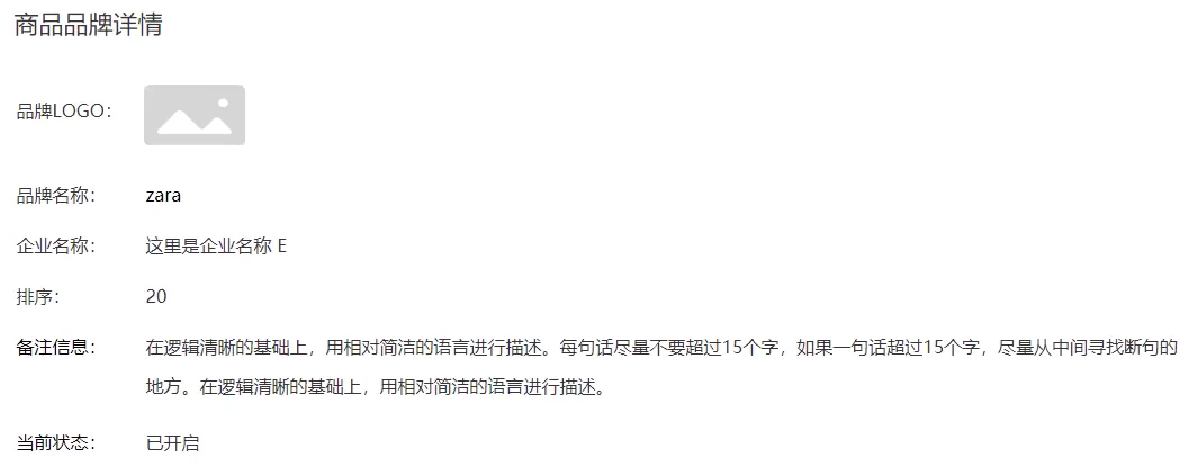 商品品牌详情
品牌LOGO：
品牌名称： zara
企业名称： 这里是企业名称 E
排序： 20
备注信息： 在逻辑清晰的基础上，用相对简洁的语言进行描述。每句话尽量不要超过15个字，如果一句话超过15个字，尽量从中间寻找断句的
地方。在逻辑清晰的基础上，用相对简洁的语言进行描述。
当前状态： 已开启